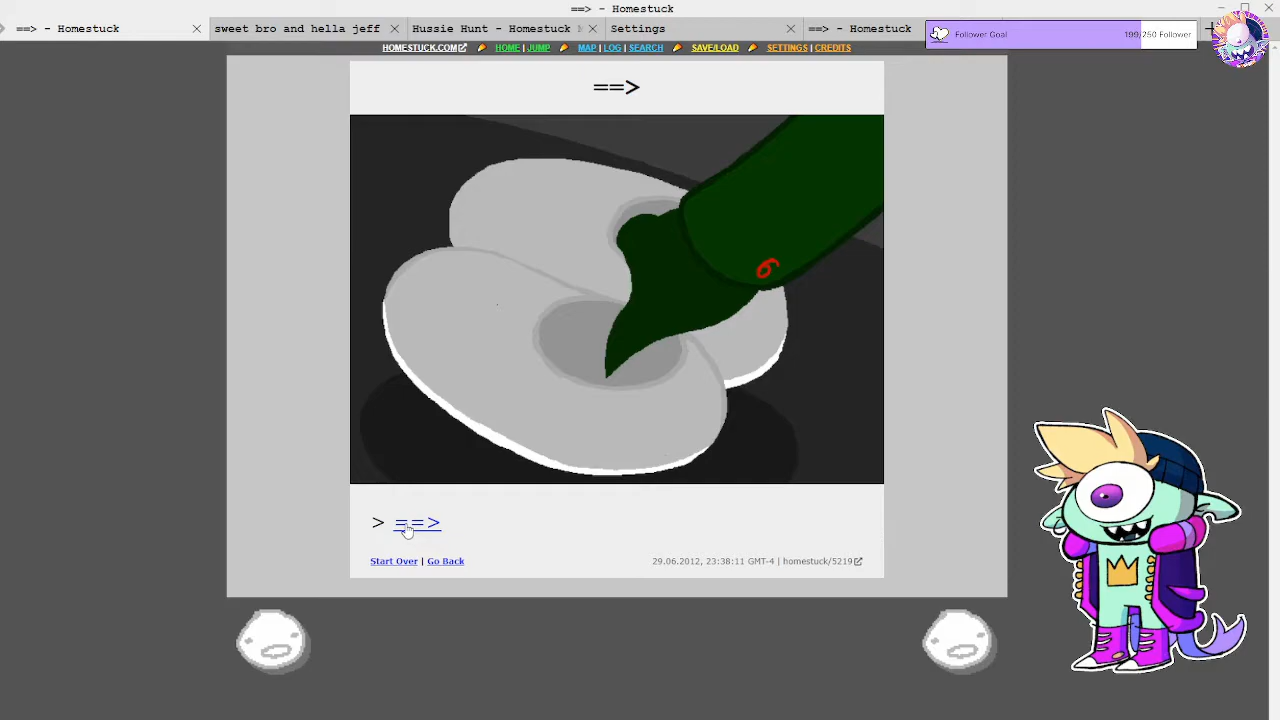 ==> - Homestuck
==> - Homestuck
sweet bro and hella jeff
Hussie Hunt - Homestuck
Settings
==> - Homestuck
Follower Goal
199/250 Follower
HOMESTUCK.COM HOME | JUMP MAP | LOG | SEARCH SAVE/LOAD SETTINGS | CREDITS
==>
6
> ==>
Start Over | Go Back
29.06.2012, 23:38:11 GMT-4 | homestuck/5219